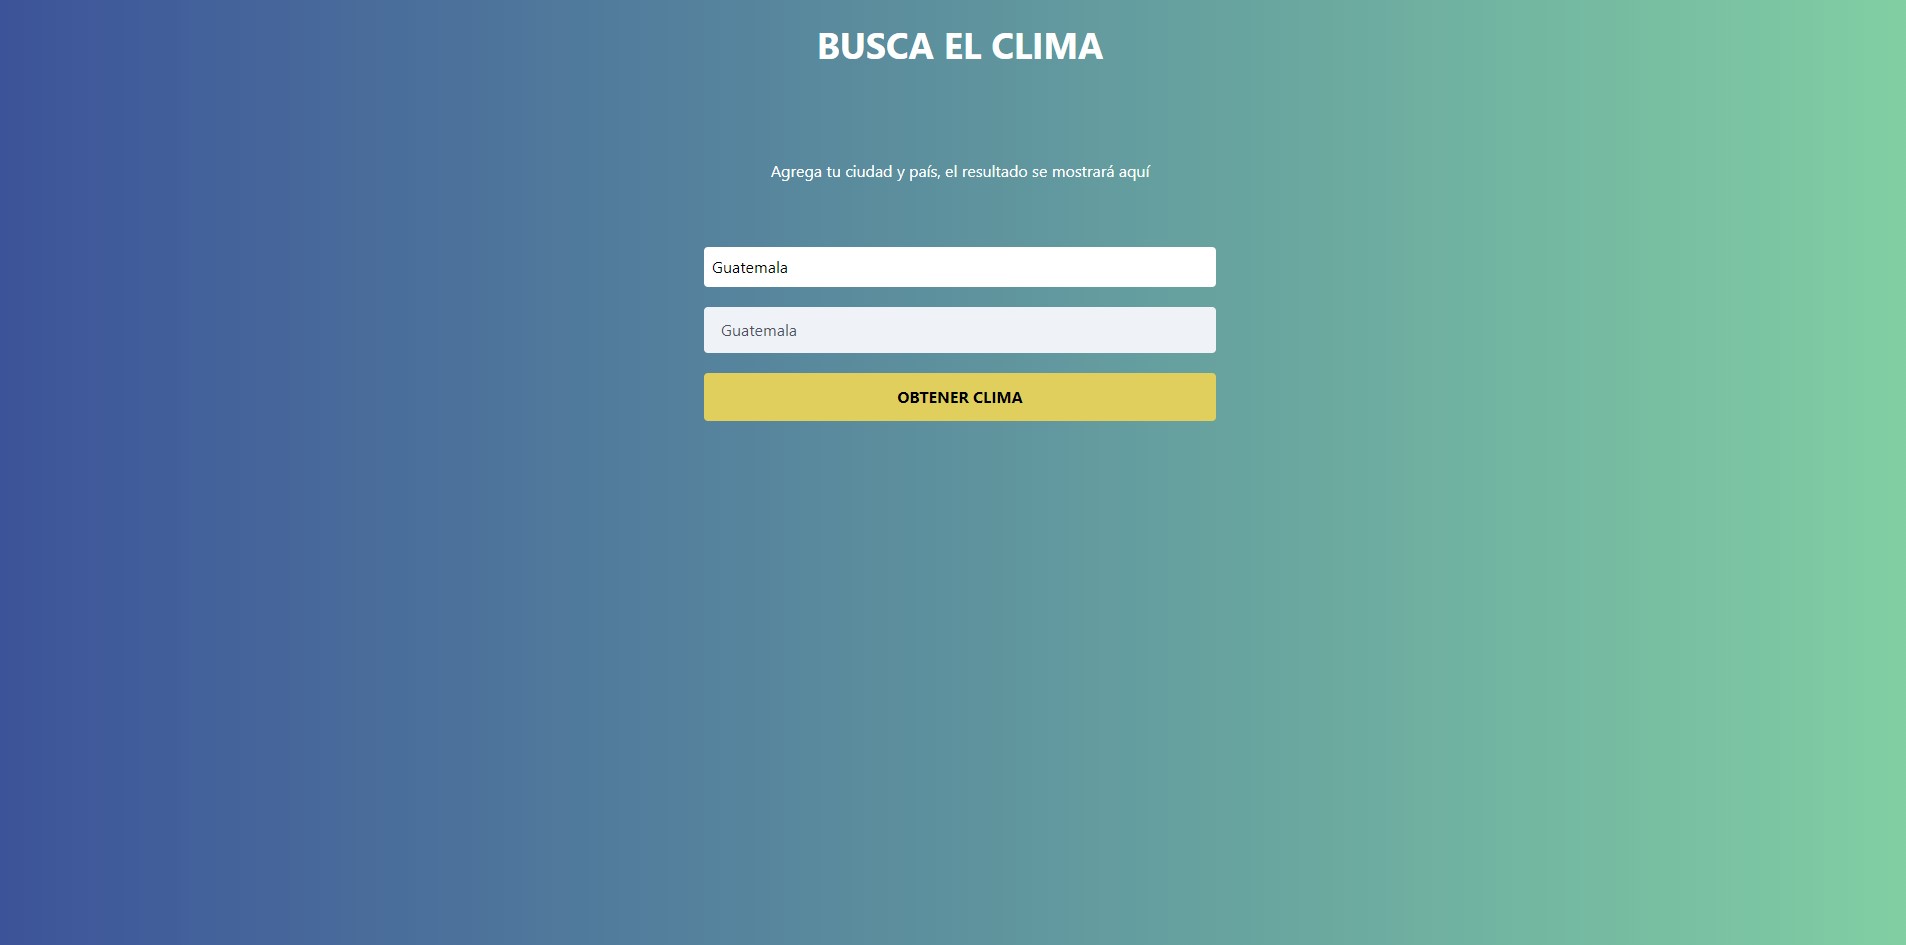 BUSCA EL CLIMA
Agrega tu ciudad y país, el resultado se mostrará aquí
Guatemala
Guatemala
OBTENER CLIMA